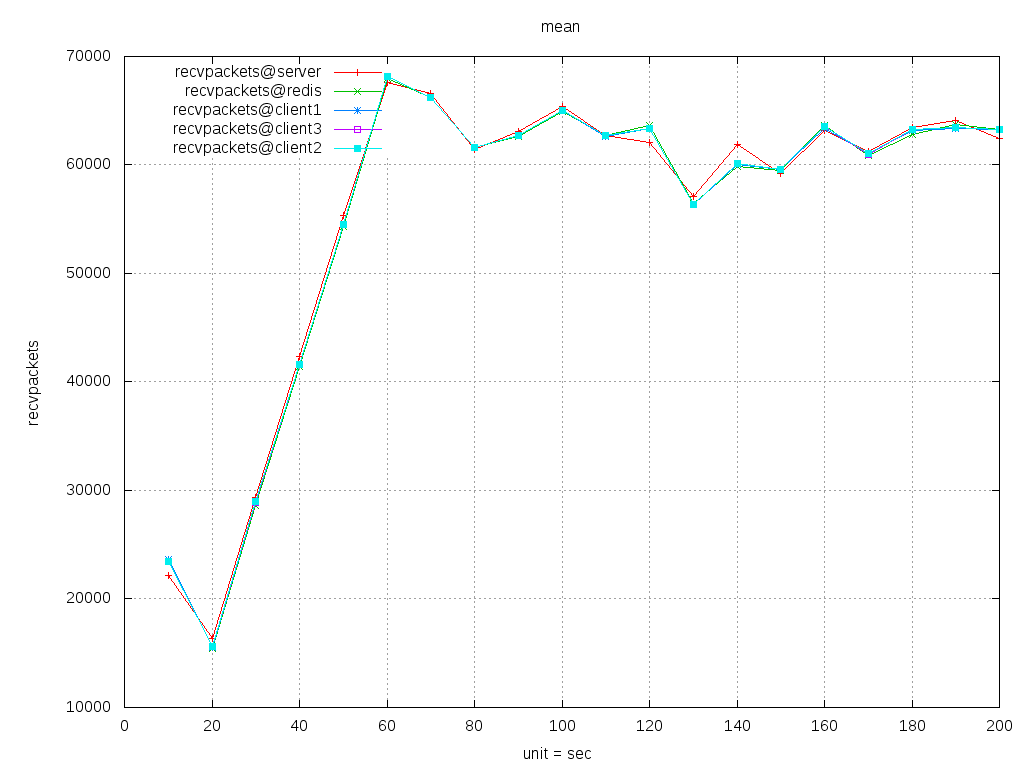 mean
70000
60000
50000
40000
30000
20000
10000
recvpackets@server
recvpackets@redis
recvpackets@client1
recvpackets@client3
recvpackets@client2
recvpackets
0 20 40 60 80 100 120 140 160 180 200
unit = sec